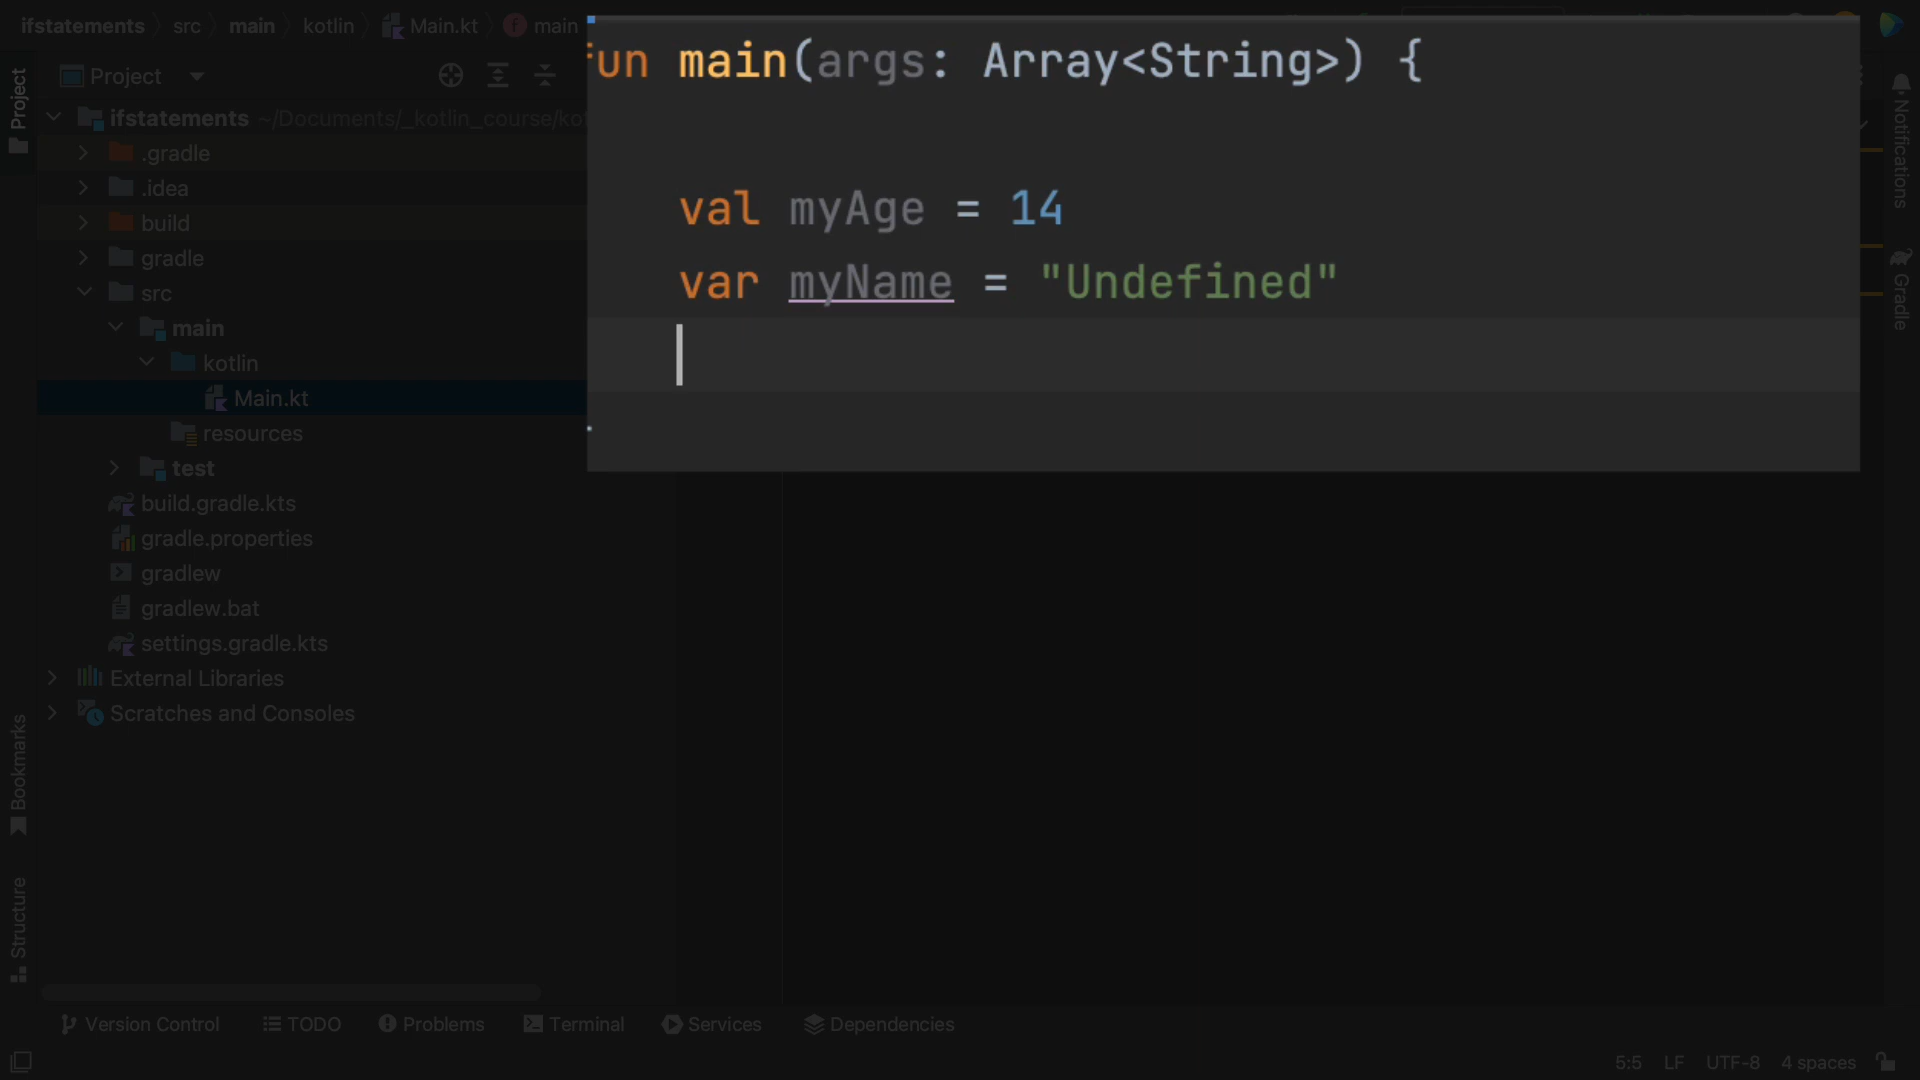 ifstatements src main kotlin Main.kt main
Project
Project
ifstatements ~/Documents/_kotlin_course/
.gradle
.idea
build
gradle
src
main
kotlin
Main.kt
resources
test
build.gradle.kts
gradle.properties
gradlew
gradlew.bat
settings.gradle.kts
External Libraries
Scratches and Consoles
Bookmarks
Structure
fun main(args: Array<String>) {
val myAge = 14
var myName = "Undefined"
Notifications
Gradle
Version Control TODO Problems Terminal Services Dependencies
5:5 LF UTF-8 4 spaces